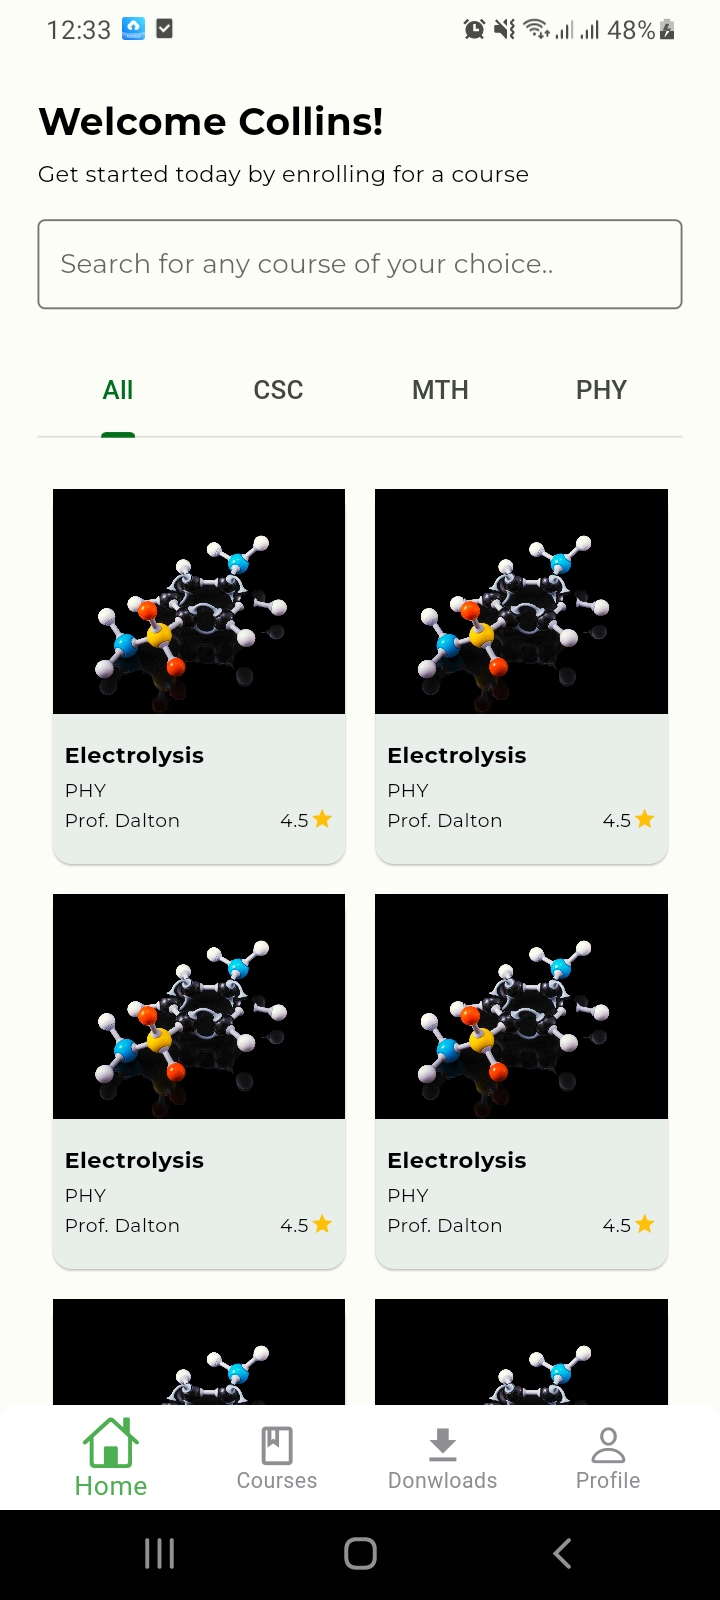 12:33 48%
Welcome Collins!
Get started today by enrolling for a course
Search for any course of your choice..
All CSC MTH PHY
Electrolysis Electrolysis
PHY PHY
Prof. Dalton 4.5 Prof. Dalton 4.5
Electrolysis Electrolysis
PHY PHY
Prof. Dalton 4.5 Prof. Dalton 4.5
Home Courses Donwloads Profile